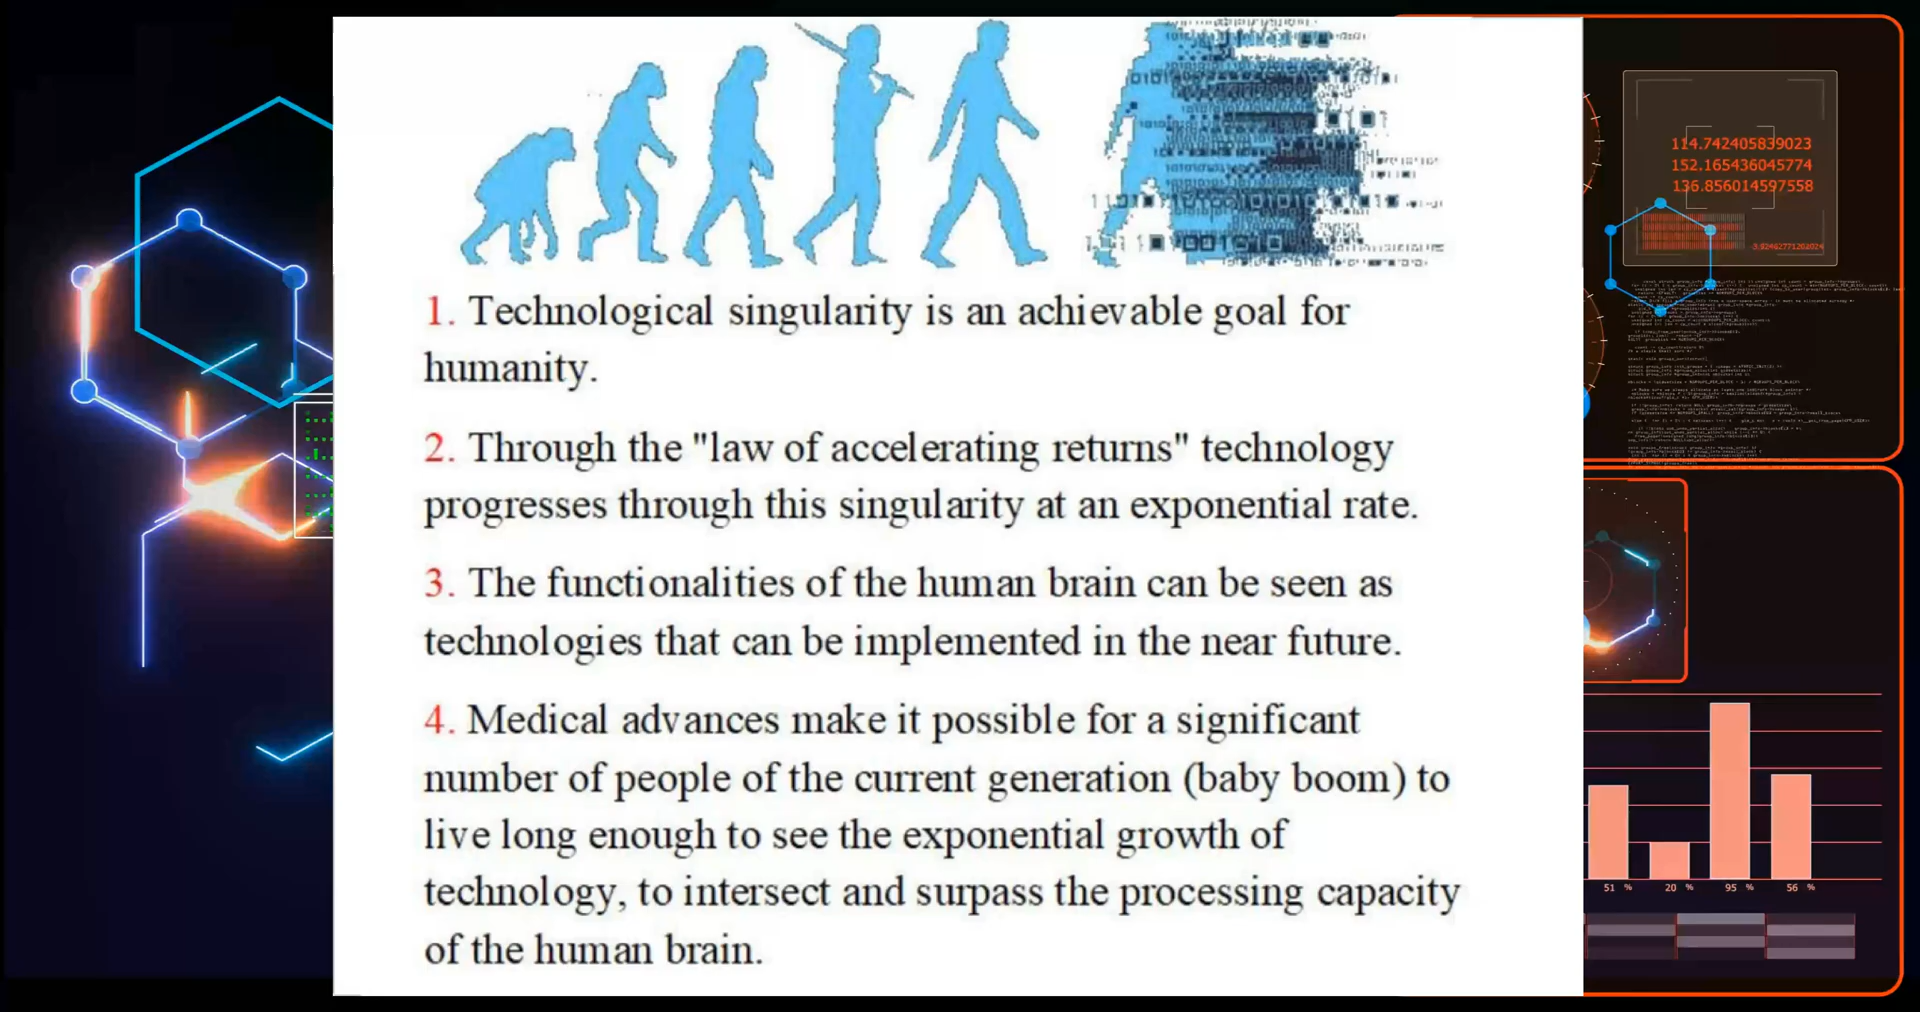 1. Technological singularity is an achievable goal for
humanity.
2. Through the "law of accelerating returns" technology
progresses through this singularity at an exponential rate.
3. The functionalities of the human brain can be seen as
technologies that can be implemented in the near future.
4. Medical advances make it possible for a significant
number of people of the current generation (baby boom) to
live long enough to see the exponential growth of
technology, to intersect and surpass the processing capacity
of the human brain.
114.742405839023
152.165436045774
136.856014597558
51 % 20 % 95 % 56 %